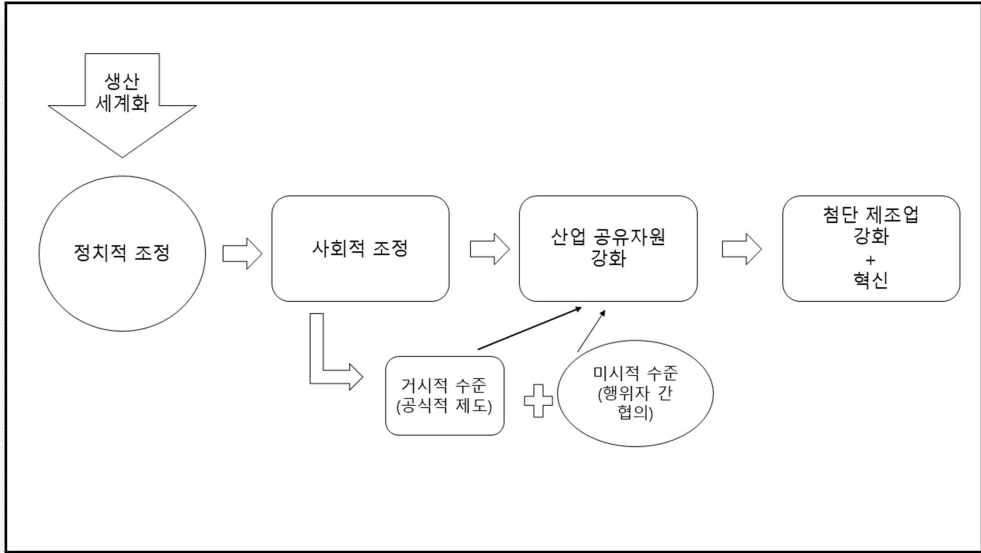 생산
세계화
정치적 조정
사회적 조정
산업 공유자원
강화
첨단 제조업
강화
+
혁신
거시적 수준
(공식적 제도)
미시적 수준
(행위자 간
협의)